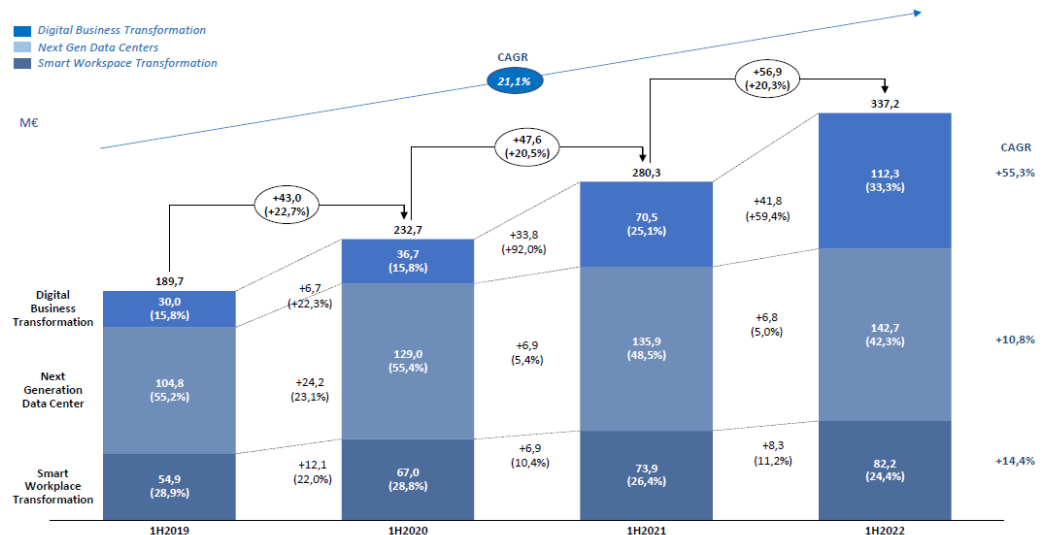 Digital Business Transformation
Next Gen Data Centers
Smart Workspace Transformation
M€
CAGR
21,1%
+56,9
(+20,3%)
337,2
+47,6
(+20,5%)
280,3
CAGR
+55,3%
112,3
(33,3%)
+43,0
(+22,7%)
232,7
70,5
(25,1%)
+41,8
(+59,4%)
+33,8
(+92,0%)
36,7
(15,8%)
189,7
Digital
Business
Transformation
30,0
(15,8%)
+6,7
(+22,3%)
+6,8
(5,0%)
142,7
(42,3%)
+10,8%
129,0
(55,4%)
+6,9
(5,4%)
135,9
(48,5%)
Next
Generation
Data Center
104,8
(55,2%)
+24,2
(23,1%)
+8,3
(11,2%)
+6,9
(10,4%)
+14,4%
Smart
Workplace
Transformation
54,9
(28,9%)
+12,1
(22,0%)
67,0
(28,8%)
73,9
(26,4%)
82,2
(24,4%)
1H2019
1H2020
1H2021
1H2022